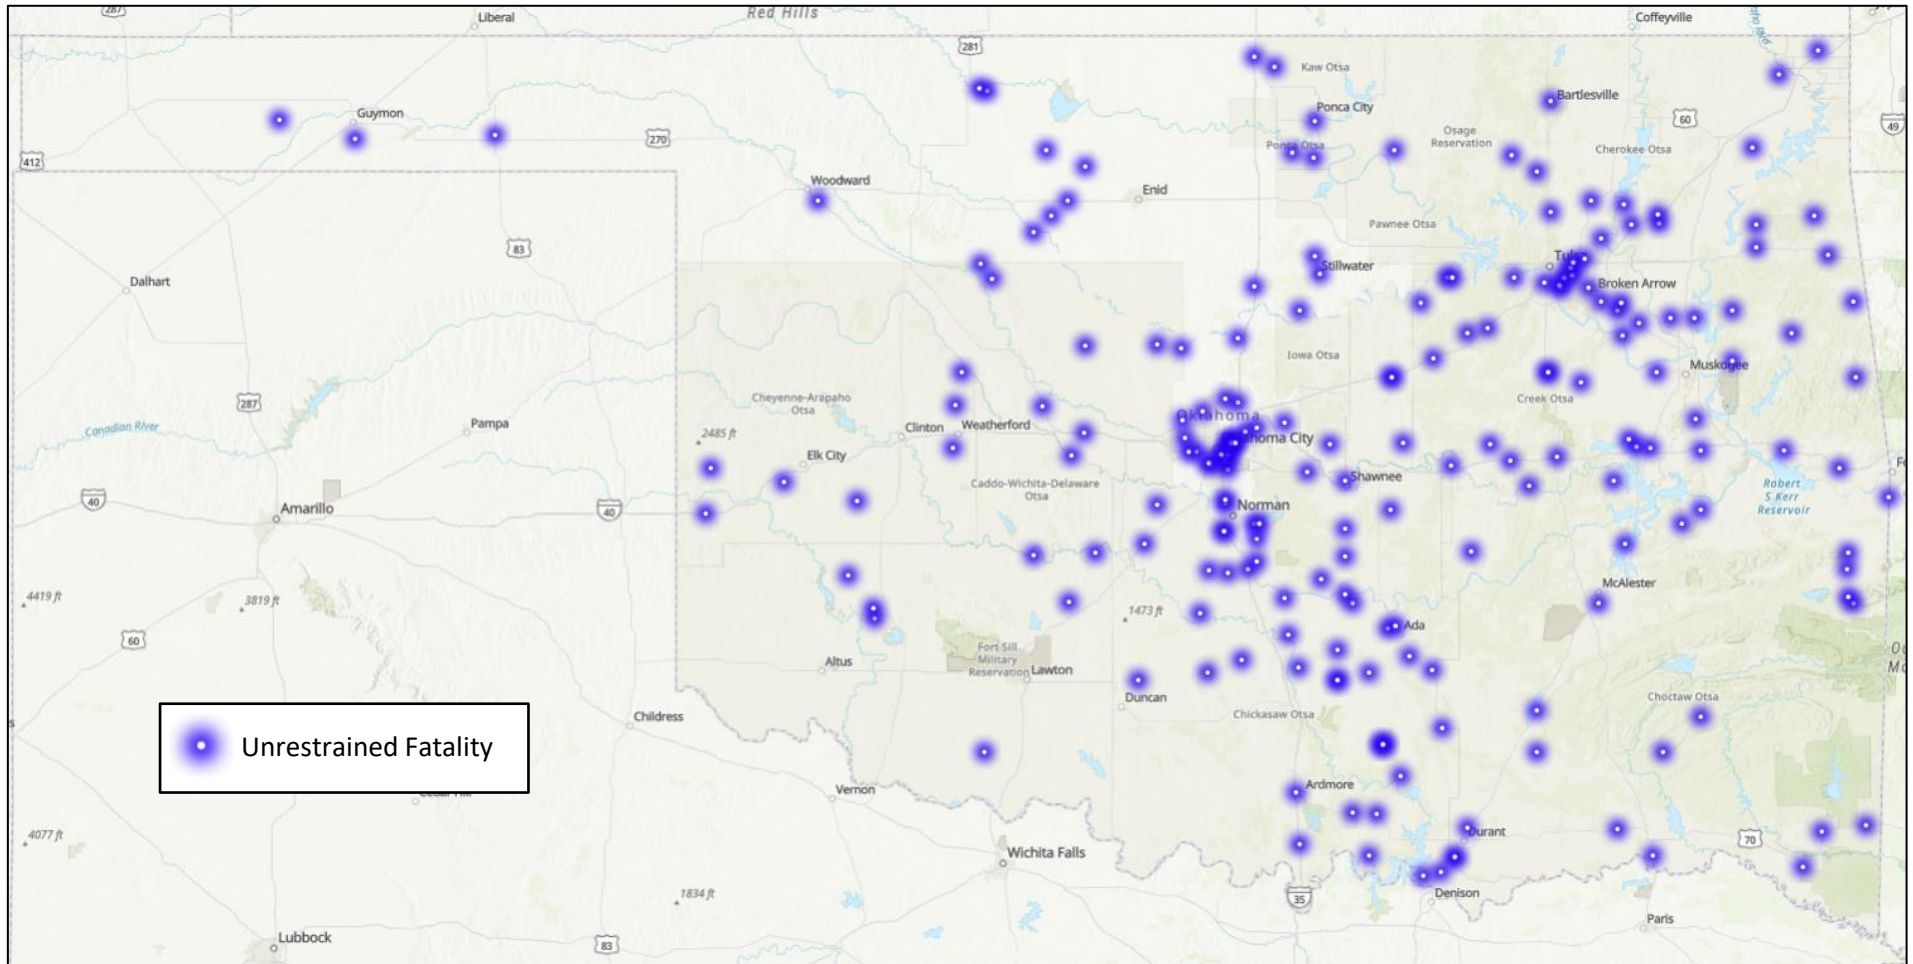 287
Liberal
Red Hills
Coffeyville
281
Kaw Otsa
Guymon
Ponca City
Bartlesville
60
49
412
270
Ponca Otsa
Osage
Reservation
Cherokee Otsa
Woodward
Enid
83
Pawnee Otsa
Dalhart
Stillwater
Broken Arrow
Iowa Otsa
287
Cheyenne-Arapaho
Otsa
Muskogee
Creek Otsa
Canadian River
Pampa
2485 ft
Clinton
Weatherford
Oklahoma
Elk City
40
Caddo-Wichita-Delaware
Otsa
Shawnee
Robert
S Kerr
Reservoir
Amarillo
40
Norman
McAlester
4419 ft
3819 ft
1473 ft
Ada
60
Fort Sill
Military
Reservation
Altus
Lawton
Duncan
Choctaw Otsa
Childress
Chickasaw Otsa
Unrestrained Fatality
Vernon
Ardmore
4077 ft
Durant
70
Wichita Falls
1834 ft
35
Denison
Paris
Lubbock
83